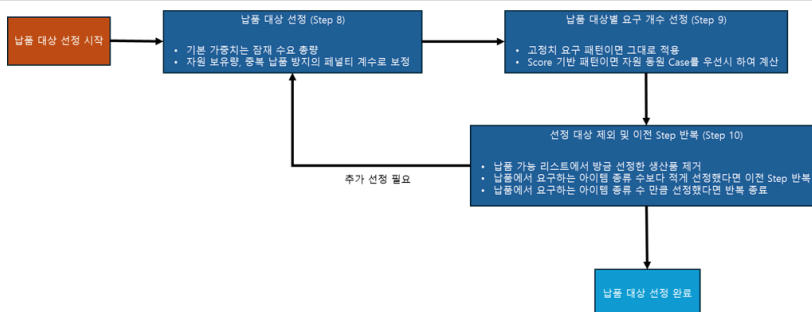 납품 대상 선정 시작
납품 대상 선정 (Step 8)
• 기본 가중치는 잠재 수요 총량
• 자원 보유량, 중복 납품 방지의 페널티 계수로 보정
납품 대상별 요구 개수 선정 (Step 9)
• 고정치 요구 패턴이면 그대로 적용
• Score 기반 패턴이면 자원 동원 Case를 우선시 하여 계산
선정 대상 제외 및 이전 Step 반복 (Step 10)
• 납품 가능 리스트에서 방금 선정한 생산품 제거
• 납품에서 요구하는 아이템 종류 수보다 적게 선정했다면 이전 Step 반복
• 납품에서 요구하는 아이템 종류 수 만큼 선정했다면 반복 종료
추가 선정 필요
납품 대상 선정 완료